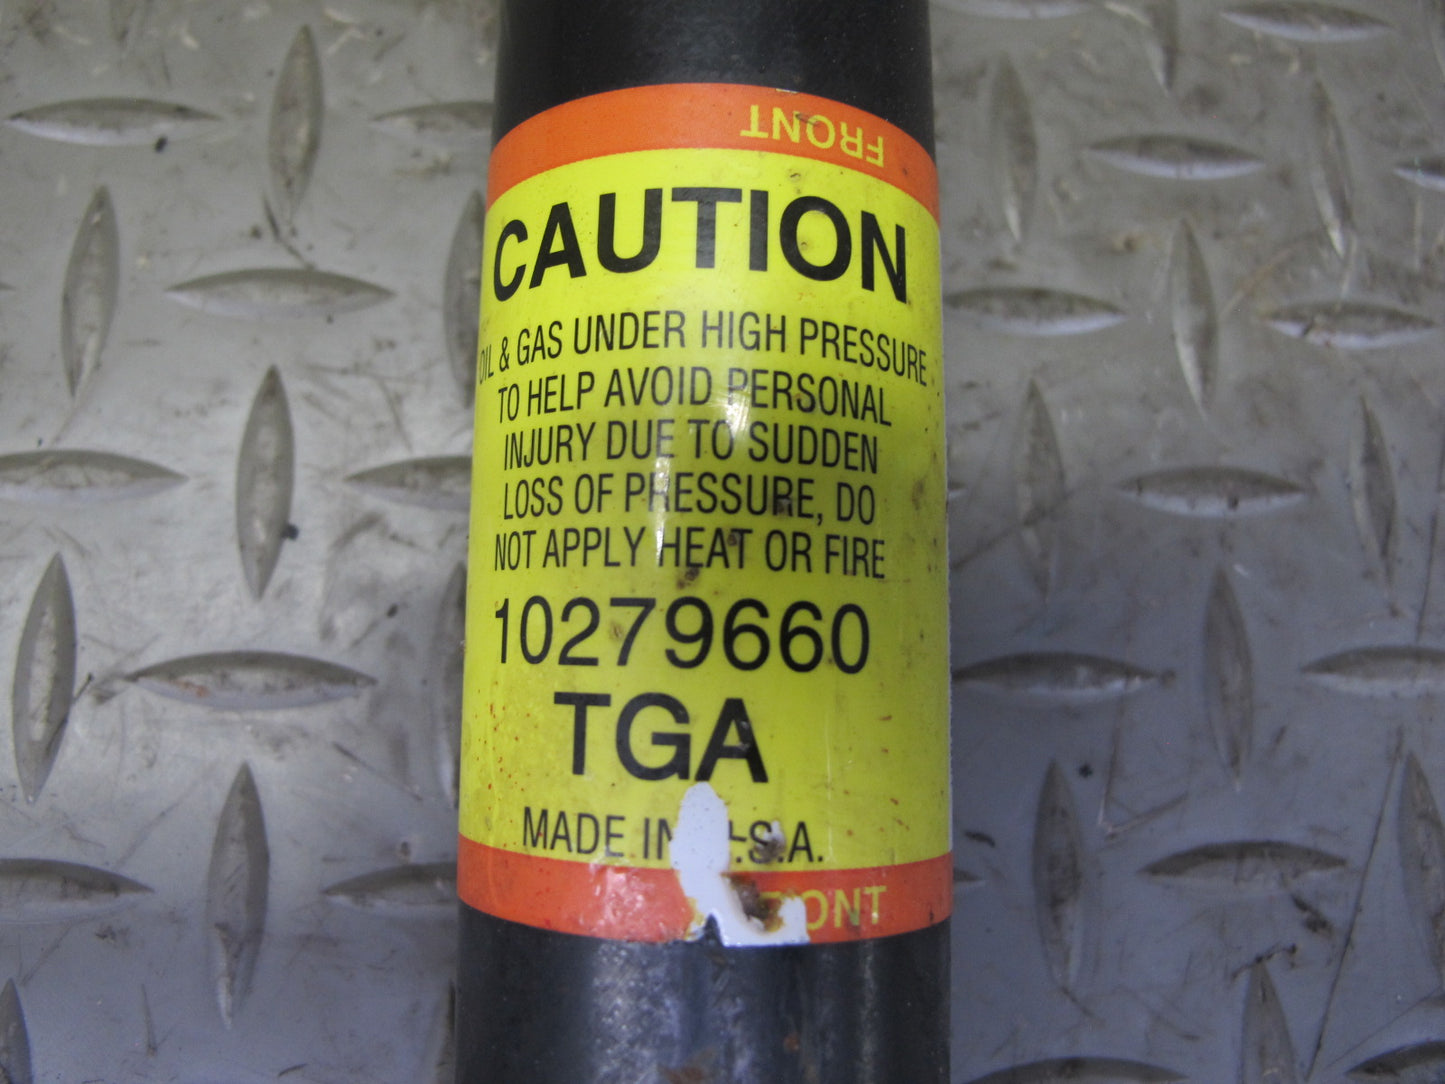 FRONT
CAUTION
OIL & GAS UNDER HIGH PRESSURE
TO HELP AVOID PERSONAL
INJURY DUE TO SUDDEN
LOSS OF PRESSURE, DO
NOT APPLY HEAT OR FIRE
10279660
TGA
MADE IN U.S.A.
FRONT